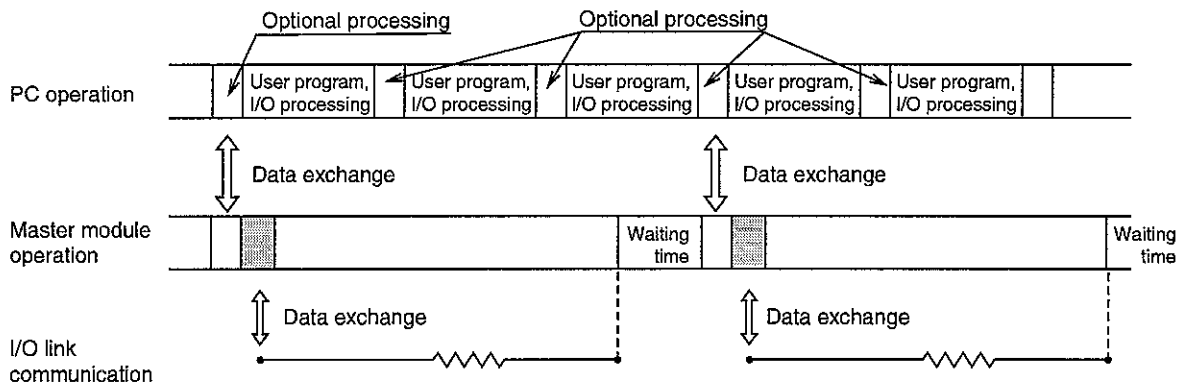 Optional processing
Optional processing
PC operation
User program,
I/O processing
User program,
I/O processing
User program,
I/O processing
User program,
I/O processing
User program,
I/O processing
Data exchange
Data exchange
Master module
operation
Waiting
time
Waiting
time
Data exchange
Data exchange
I/O link
communication